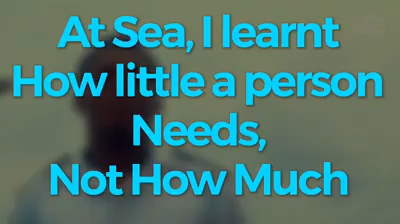 At Sea, I learnt
How little a person
Needs,
Not How Much